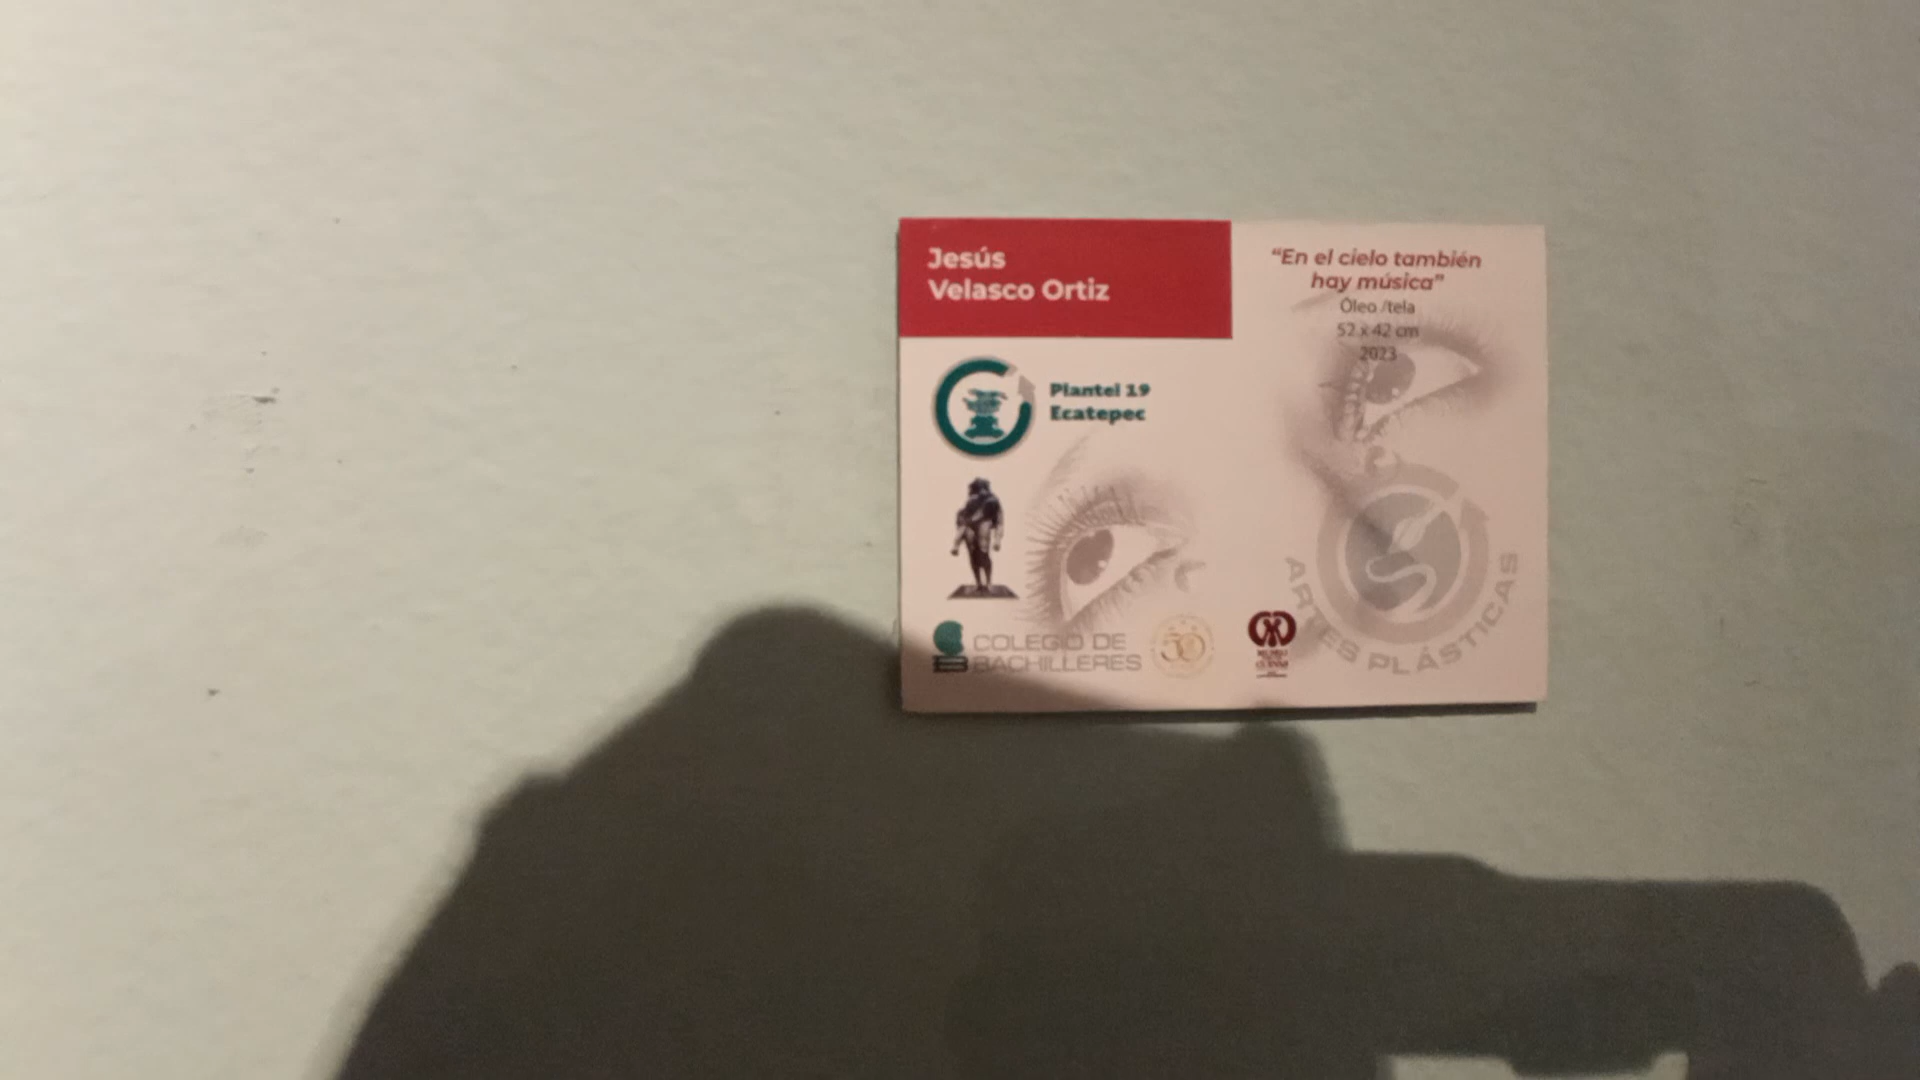 Jesús
Velasco Ortiz
“En el cielo también
hay música”
Óleo /tela
52 x 42 cm
2023
Plantel 19
Ecatepec
COLEGIO DE
BACHILLERES
50
ARTES PLÁSTICAS